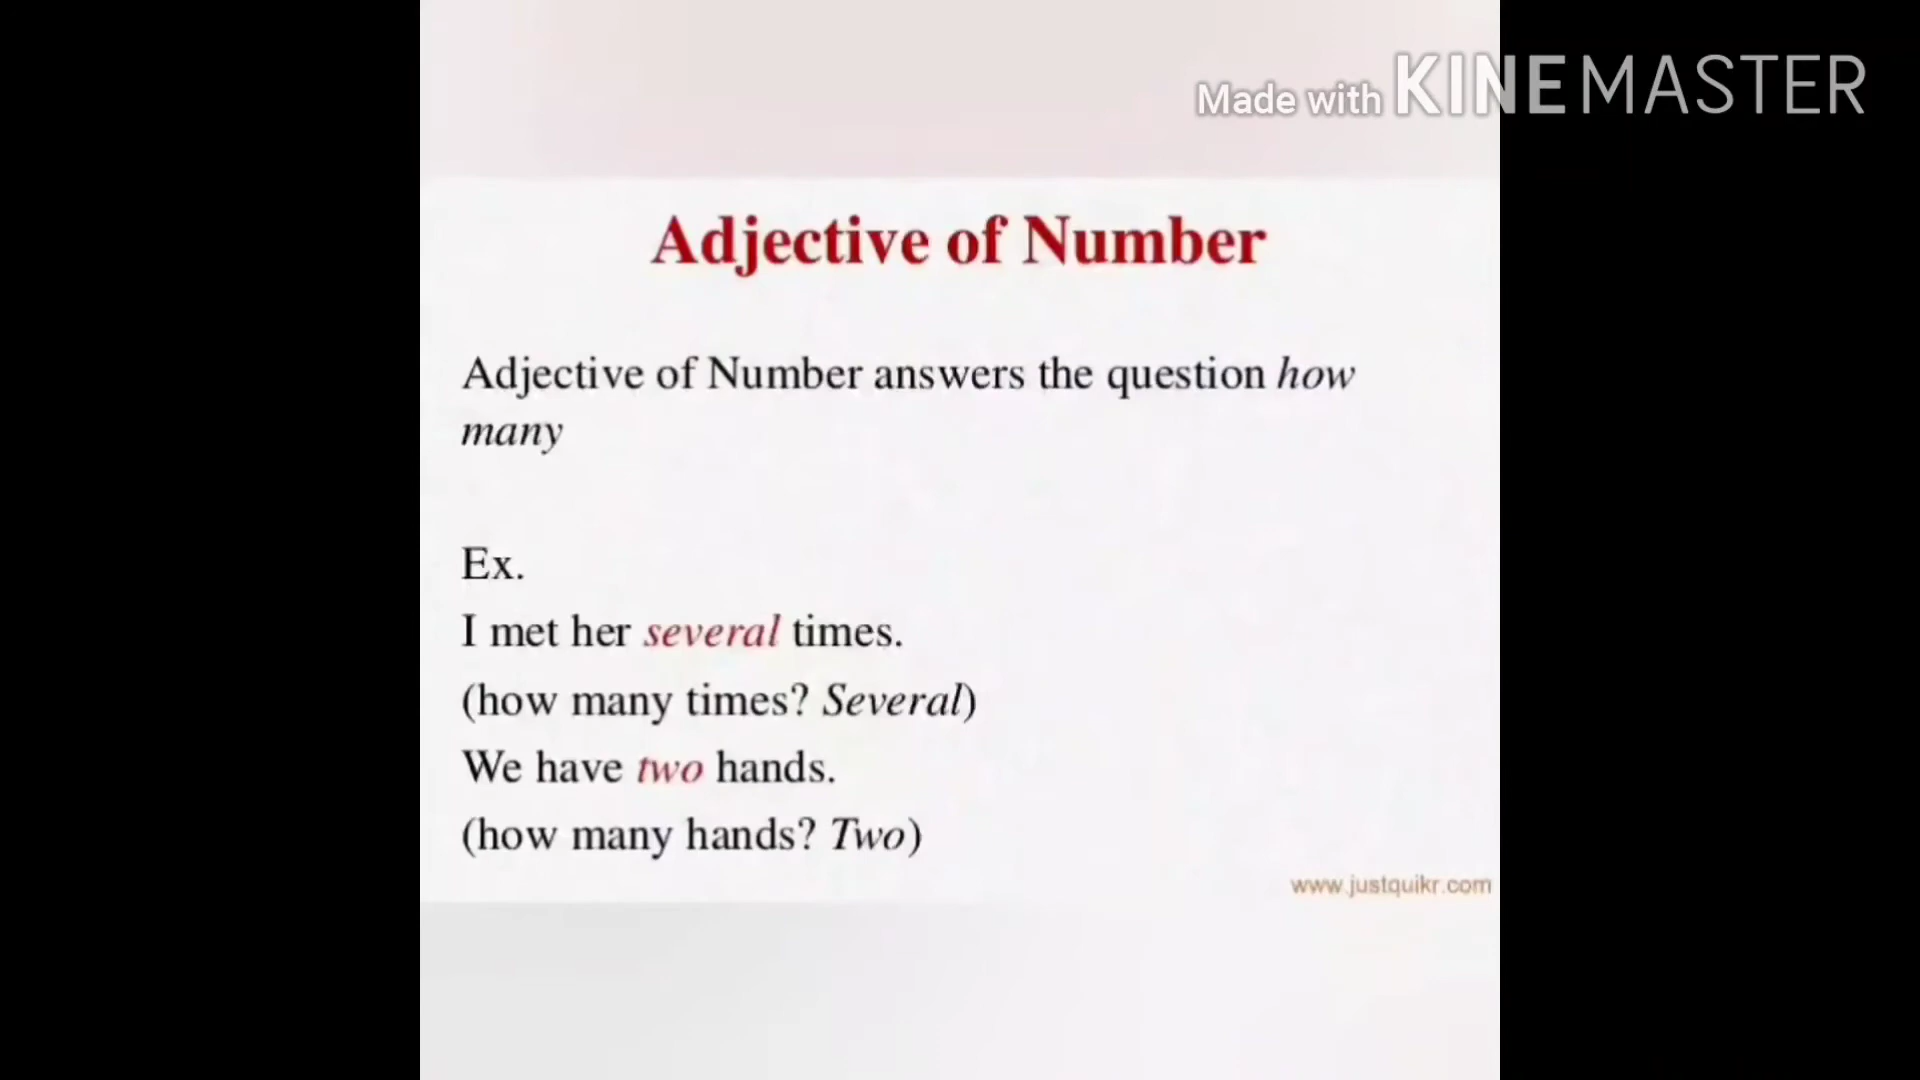 Made with KINEMASTER
Adjective of Number
Adjective of Number answers the question how
many
Ex.
I met her several times.
(how many times? Several)
We have two hands.
(how many hands? Two)
www.justquikr.com